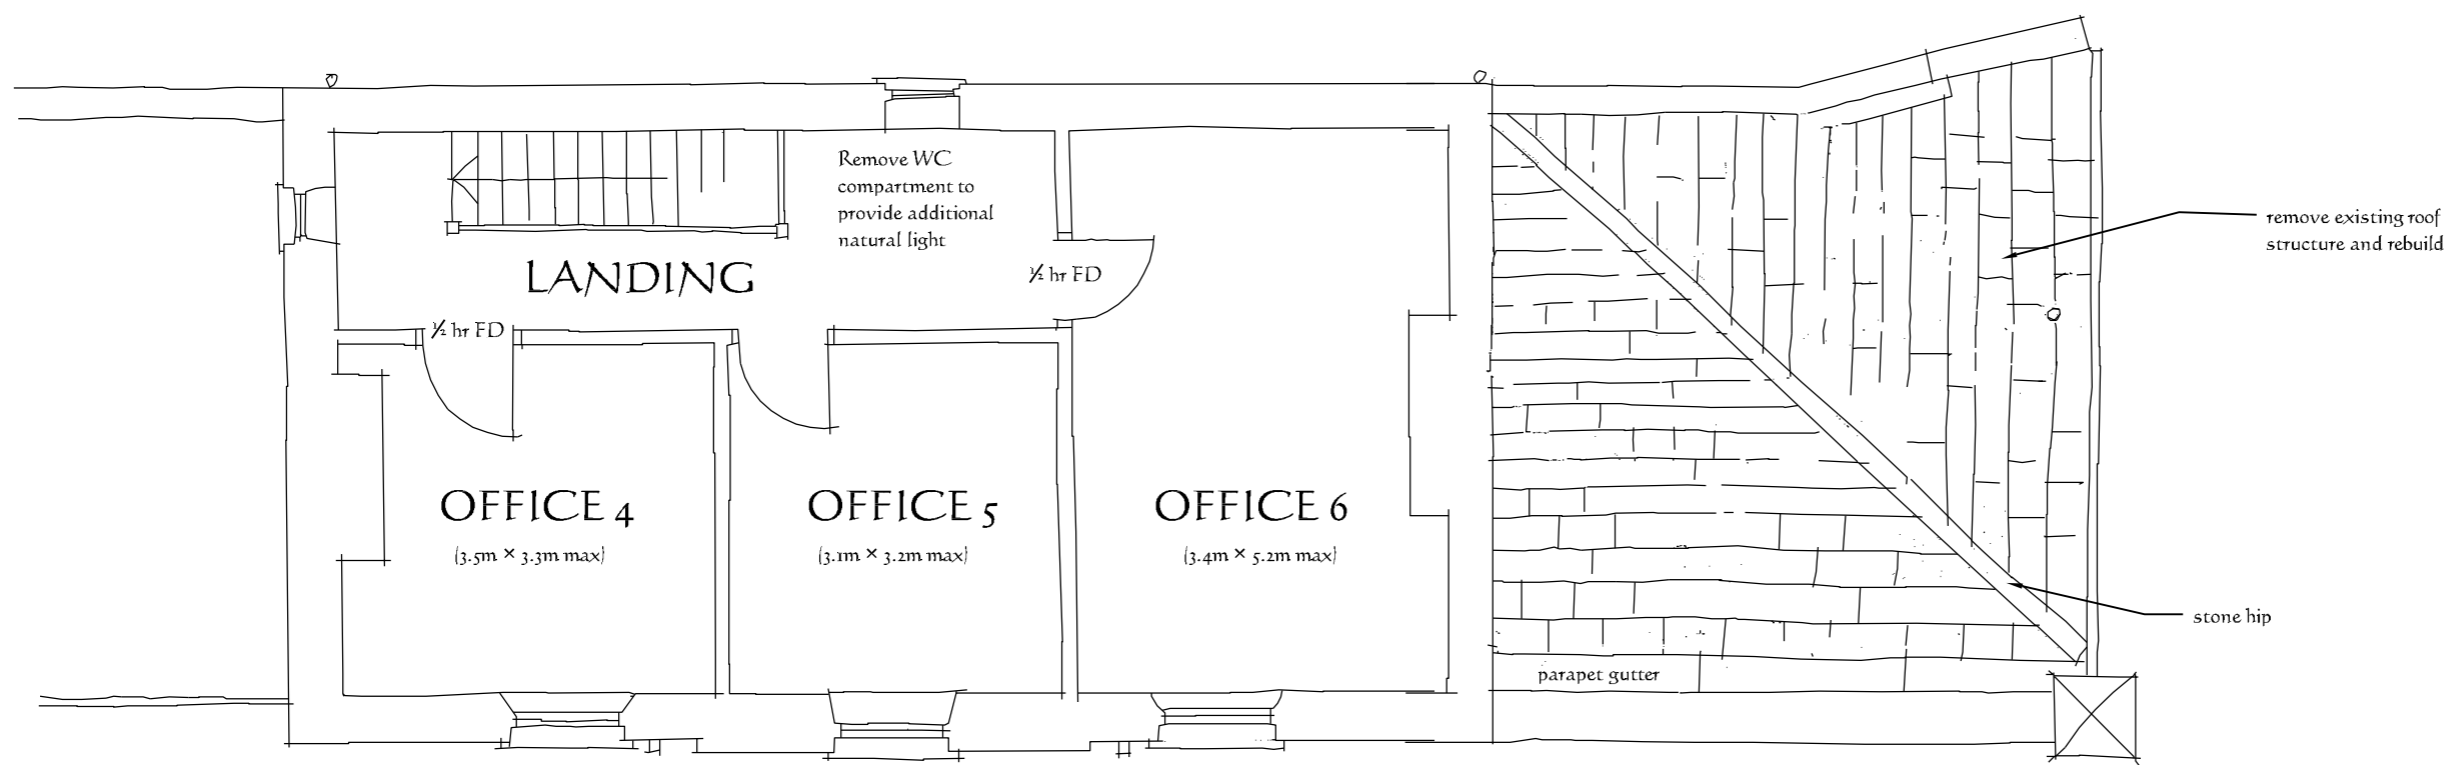 Remove WC
compartment to
provide additional
natural light
remove existing roof
structure and rebuild
LANDING
½ hr FD
½ hr FD
OFFICE 4
(3.5m × 3.3m max)
OFFICE 5
(3.1m × 3.2m max)
OFFICE 6
(3.4m × 5.2m max)
stone hip
parapet gutter